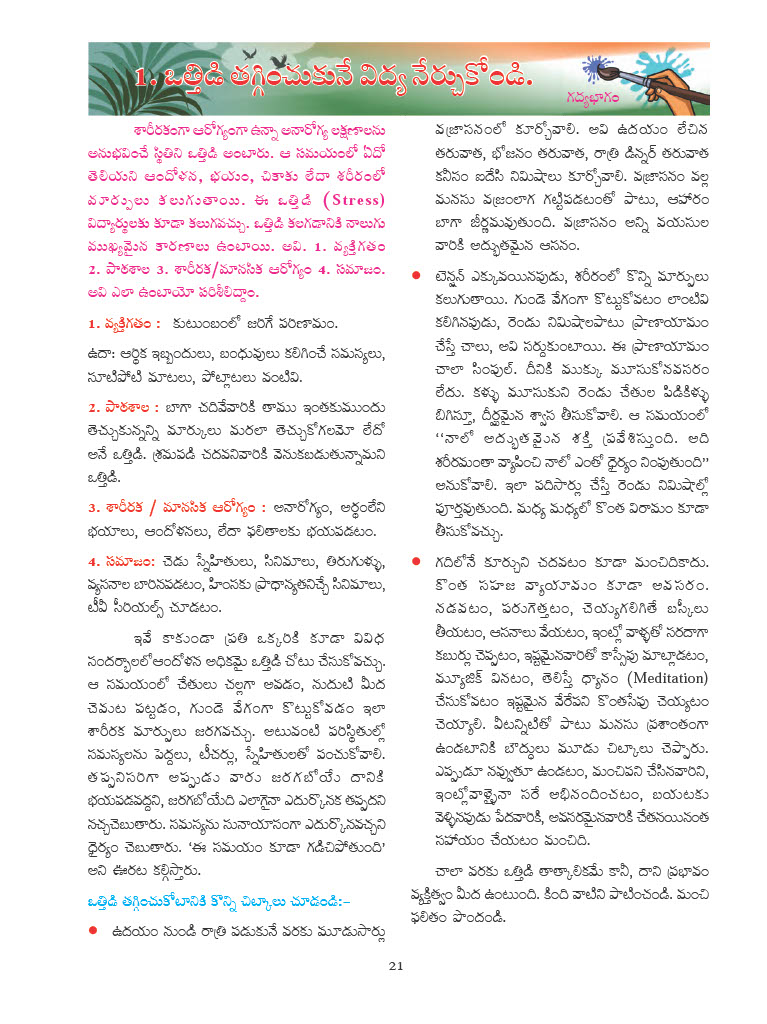 1. ఒత్తిడి తగ్గించుకునే విద్య నేర్చుకోండి.
గద్యభాగం
శారీరకంగా ఆరోగ్యంగా ఉన్నా అనారోగ్య లక్షణాలను
అనుభవించే స్థితిని ఒత్తిడి అంటారు. ఆ సమయంలో ఏదో
తెలియని ఆందోళన, భయం, చికాకు లేదా శరీరంలో
మార్పులు కలుగుతాయి. ఈ ఒత్తిడి (Stress)
విద్యార్థులకు కూడా కలుగవచ్చు. ఒత్తిడి కలగడానికి నాలుగు
ముఖ్యమైన కారణాలు ఉంటాయి. అవి. 1. వ్యక్తిగతం
2. పాఠశాల 3. శారీరక/మానసిక ఆరోగ్యం 4. సమాజం.
అవి ఎలా ఉంటాయో పరిశీలిద్దాం.
1. వ్యక్తిగతం : కుటుంబంలో జరిగే పరిణామం.
ఉదా: ఆర్థిక ఇబ్బందులు, బంధువులు కలిగించే సమస్యలు,
సూటిపోటి మాటలు, పోట్లాటలు వంటివి.
2. పాఠశాల : బాగా చదివేవారికి తాము ఇంతకుముందు
తెచ్చుకున్నన్ని మార్కులు మరలా తెచ్చుకోగలమో లేదో
అనే ఒత్తిడి. శ్రమపడి చదవనివారికి వెనుకబడుతున్నామని
ఒత్తిడి.
3. శారీరక / మానసిక ఆరోగ్యం : అనారోగ్యం, అర్థంలేని
భయాలు, ఆందోళనలు, లేదా ఫలితాలకు భయపడటం.
4. సమాజం: చెడు స్నేహితులు, సినిమాలు, తిరుగుళ్ళు,
వ్యసనాల బారినపడటం, హింసకు ప్రాధాన్యతనిచ్చే సినిమాలు,
టీవీ సీరియల్స్ చూడటం.
ఇవే కాకుండా ప్రతి ఒక్కరికి కూడా వివిధ
సందర్భాలలోఆందోళన అధికమై ఒత్తిడి చోటు చేసుకోవచ్చు.
ఆ సమయంలో చేతులు చల్లగా అవడం, నుదుటి మీద
చెమట పట్టడం, గుండె వేగంగా కొట్టుకోవడం ఇలా
శారీరక మార్పులు జరగవచ్చు. అటువంటి పరిస్థితుల్లో
సమస్యలను పెద్దలు, టీచర్లు, స్నేహితులతో పంచుకోవాలి.
తప్పనిసరిగా అప్పుడు వారు జరగబోయే దానికి
భయపడవద్దని, జరగబోయేది ఎలాగైనా ఎదుర్కొనక తప్పదని
నచ్చచెబుతారు. సమస్యను సునాయాసంగా ఎదుర్కొనవచ్చని
ధైర్యం చెబుతారు. ‘ఈ సమయం కూడా గడిచిపోతుంది’
అని ఊరట కల్గిస్తారు.
ఒత్తిడి తగ్గించుకోటానికి కొన్ని చిట్కాలు చూడండి:–
● ఉదయం నుండి రాత్రి పడుకునే వరకు మూడుసార్లు
వజ్రాసనంలో కూర్చోవాలి. అవి ఉదయం లేచిన
తరువాత, భోజనం తరువాత, రాత్రి డిన్నర్ తరువాత
కనీసం ఐదేసి నిమిషాలు కూర్చోవాలి. వజ్రాసనం వల్ల
మనసు వజ్రంలాగ గట్టిపడటంతో పాటు, ఆహారం
బాగా జీర్ణమవుతుంది. వజ్రాసనం అన్ని వయసుల
వారికి అద్భుతమైన ఆసనం.
● టెన్షన్ ఎక్కువయినపుడు, శరీరంలో కొన్ని మార్పులు
కలుగుతాయి. గుండె వేగంగా కొట్టుకోవటం లాంటివి
కలిగినపుడు, రెండు నిమిషాలపాటు ప్రాణాయామం
చేస్తే చాలు, అవి సర్దుకుంటాయి. ఈ ప్రాణాయామం
చాలా సింపుల్. దీనికి ముక్కు మూసుకోనవసరం
లేదు. కళ్ళు మూసుకుని రెండు చేతుల పిడికిళ్ళు
బిగిస్తూ, దీర్ఘమైన శ్వాస తీసుకోవాలి. ఆ సమయంలో
‘‘నాలో అద్భుతమైన శక్తి ప్రవేశిస్తుంది. అది
శరీరమంతా వ్యాపించి నాలో ఎంతో ధైర్యం నింపుతుంది’’
అనుకోవాలి. ఇలా పదిసార్లు చేస్తే రెండు నిమిషాల్లో
పూర్తవుతుంది. మధ్య మధ్యలో కొంత విరామం కూడా
తీసుకోవచ్చు.
● గదిలోనే కూర్చుని చదవటం కూడా మంచిదికాదు.
కొంత సహజ వ్యాయామం కూడా అవసరం.
నడవటం, పరుగెత్తటం, చెయ్యగలిగితే బస్కీలు
తీయటం, ఆసనాలు వేయటం, ఇంట్లో వాళ్ళతో సరదాగా
కబుర్లు చెప్పటం, ఇష్టమైనవారితో కాస్సేపు మాట్లాడటం,
మ్యూజిక్ వినటం, తెలిస్తే ధ్యానం (Meditation)
చేసుకోవటం ఇష్టమైన వేరేపని కొంతసేపు చెయ్యటం
చెయ్యాలి. వీటన్నిటితో పాటు మనసు ప్రశాంతంగా
ఉండటానికి బౌద్ధులు మూడు చిట్కాలు చెప్పారు.
ఎప్పుడూ నవ్వుతూ ఉండటం, మంచిపని చేసినవారిని,
ఇంట్లోవాళ్ళైనా సరే అభినందించటం, బయటకు
వెళ్ళినపుడు పేదవారికి, అవసరమైనవారికి చేతనయినంత
సహాయం చేయటం మంచిది.
చాలా వరకు ఒత్తిడి తాత్కాలికమే కానీ, దాని ప్రభావం
వ్యక్తిత్వం మీద ఉంటుంది. కింది వాటిని పాటించండి. మంచి
ఫలితం పొందండి.
21